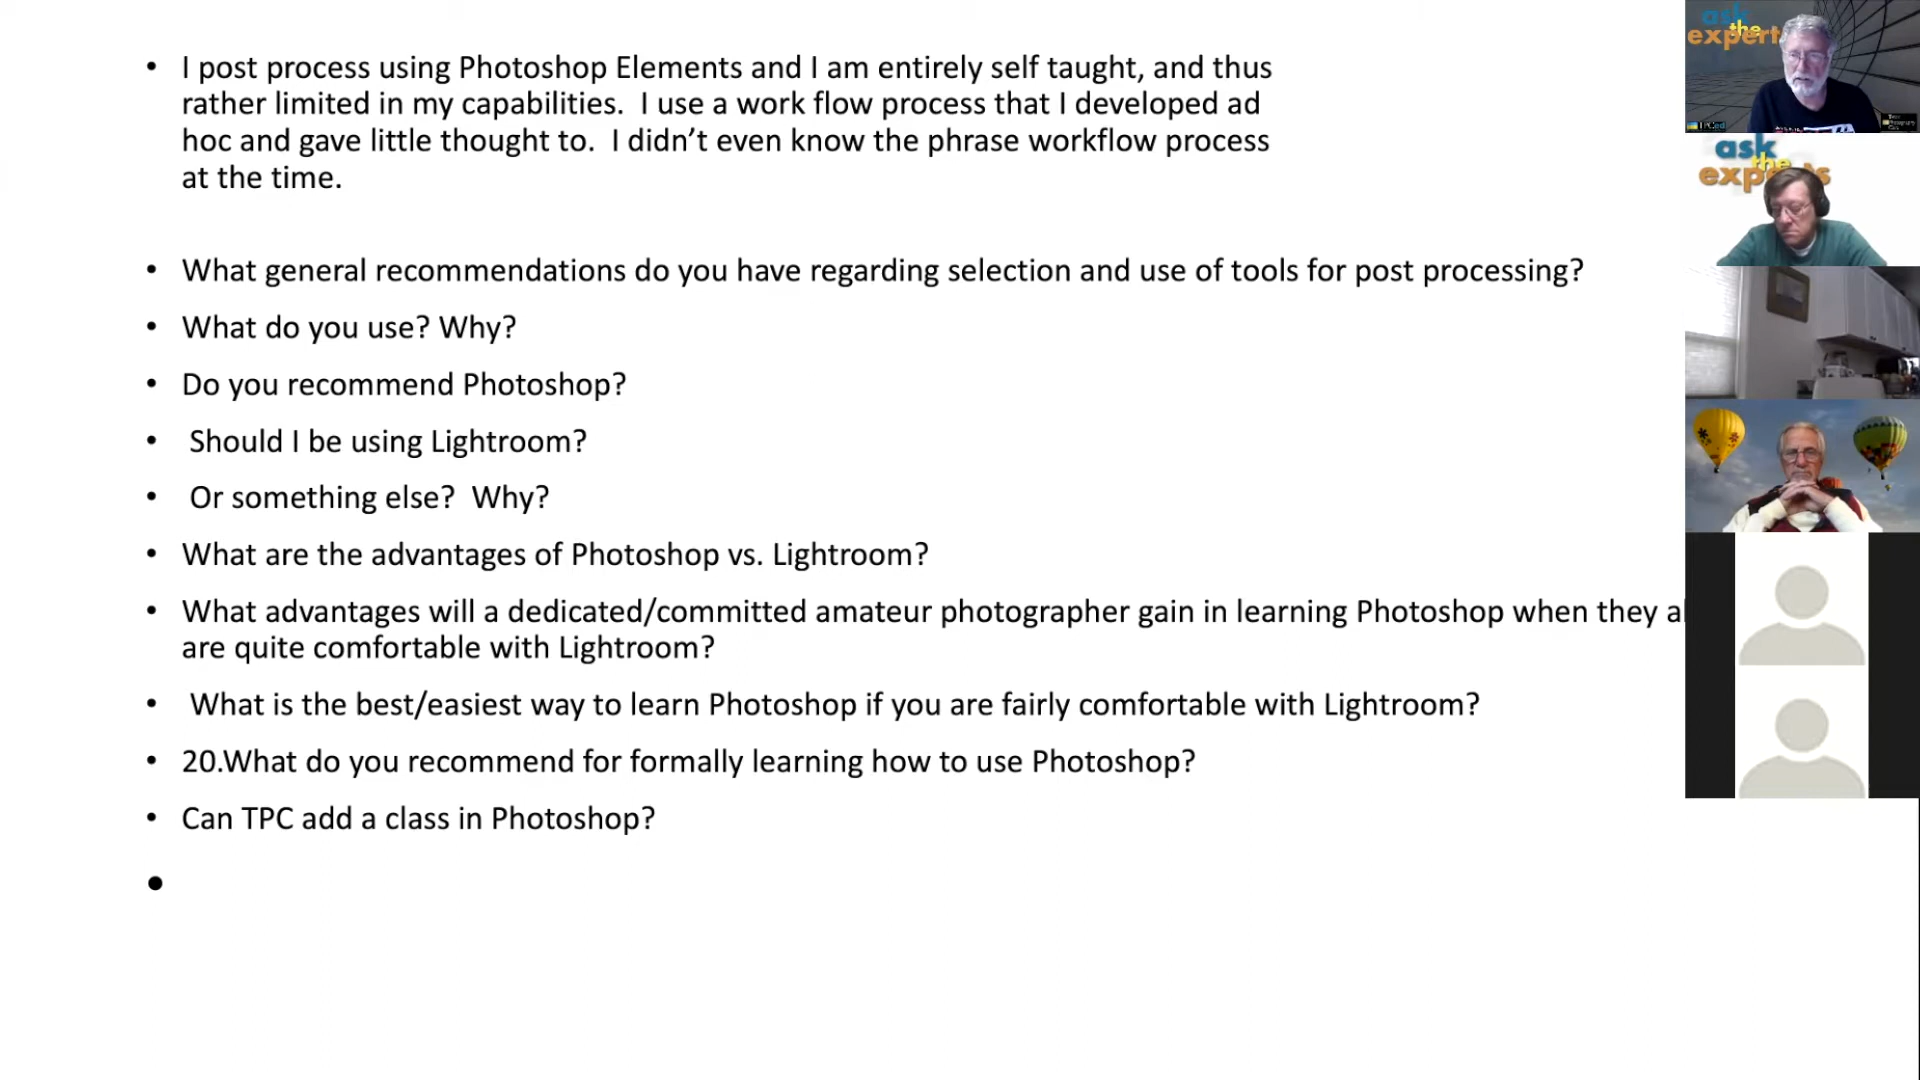 • I post process using Photoshop Elements and I am entirely self taught, and thus
rather limited in my capabilities.  I use a work flow process that I developed ad
hoc and gave little thought to.  I didn’t even know the phrase workflow process
at the time.
• What general recommendations do you have regarding selection and use of tools for post processing?
• What do you use? Why?
• Do you recommend Photoshop?
• Should I be using Lightroom?
• Or something else?  Why?
• What are the advantages of Photoshop vs. Lightroom?
• What advantages will a dedicated/committed amateur photographer gain in learning Photoshop when they
are quite comfortable with Lightroom?
• What is the best/easiest way to learn Photoshop if you are fairly comfortable with Lightroom?
• 20.What do you recommend for formally learning how to use Photoshop?
• Can TPC add a class in Photoshop?
•
ask
the
expert
ask
the